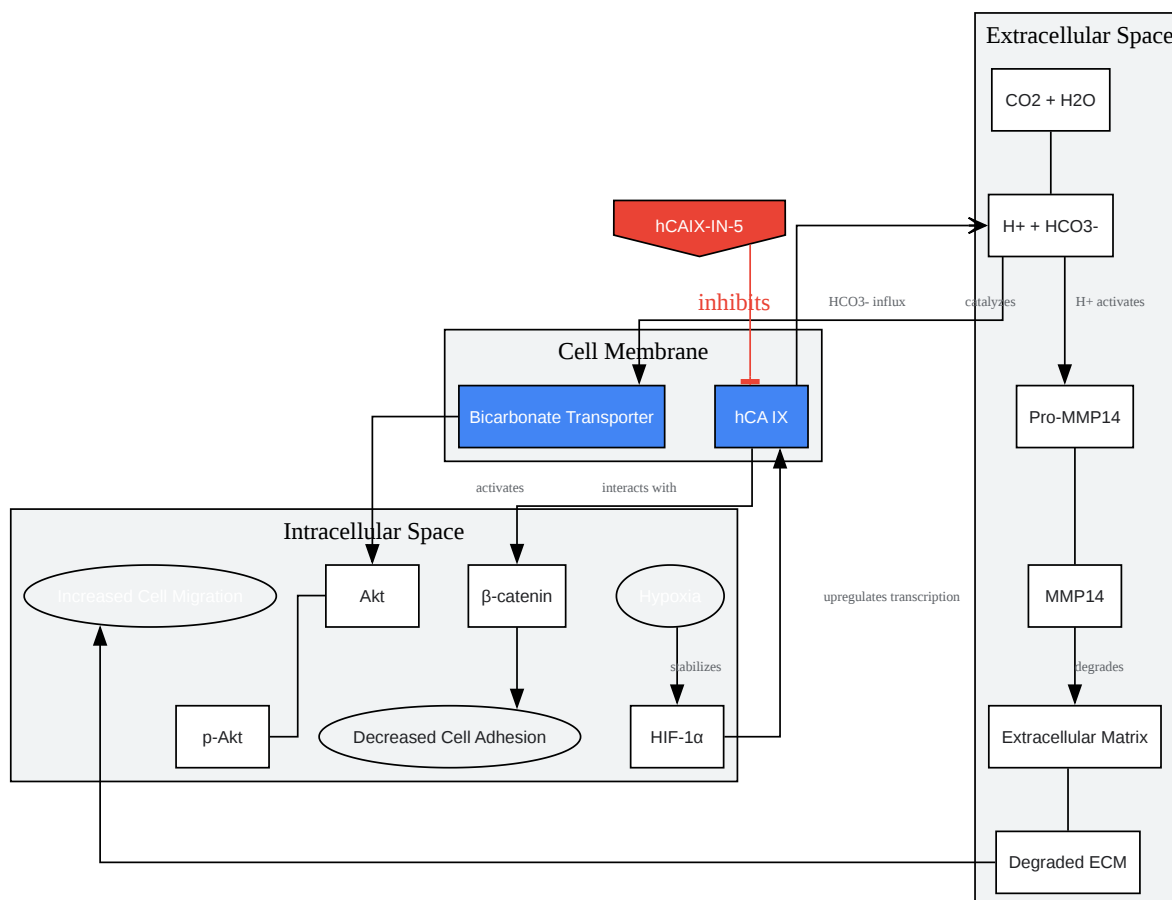 Extracellular Space
CO2 + H2O
hCAIX-IN-5
H+ + HCO3-
inhibits
HCO3- influx
catalyzes
H+ activates
Cell Membrane
Bicarbonate Transporter
hCA IX
Pro-MMP14
activates
interacts with
Intracellular Space
Increased Cell Migration
Akt
β-catenin
Hypoxia
upregulates transcription
MMP14
stabilizes
degrades
p-Akt
Decreased Cell Adhesion
HIF-1α
Extracellular Matrix
Degraded ECM